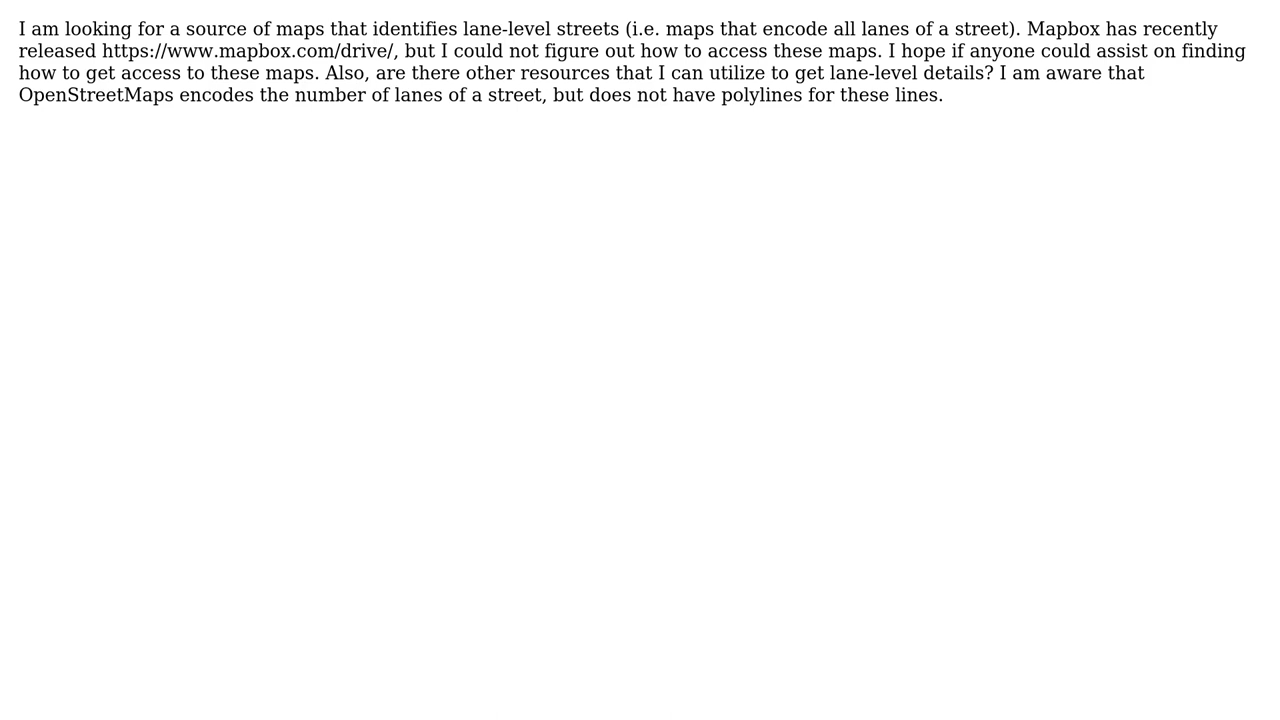 I am looking for a source of maps that identifies lane-level streets (i.e. maps that encode all lanes of a street). Mapbox has recently
released https://www.mapbox.com/drive/, but I could not figure out how to access these maps. I hope if anyone could assist on finding
how to get access to these maps. Also, are there other resources that I can utilize to get lane-level details? I am aware that
OpenStreetMaps encodes the number of lanes of a street, but does not have polylines for these lines.